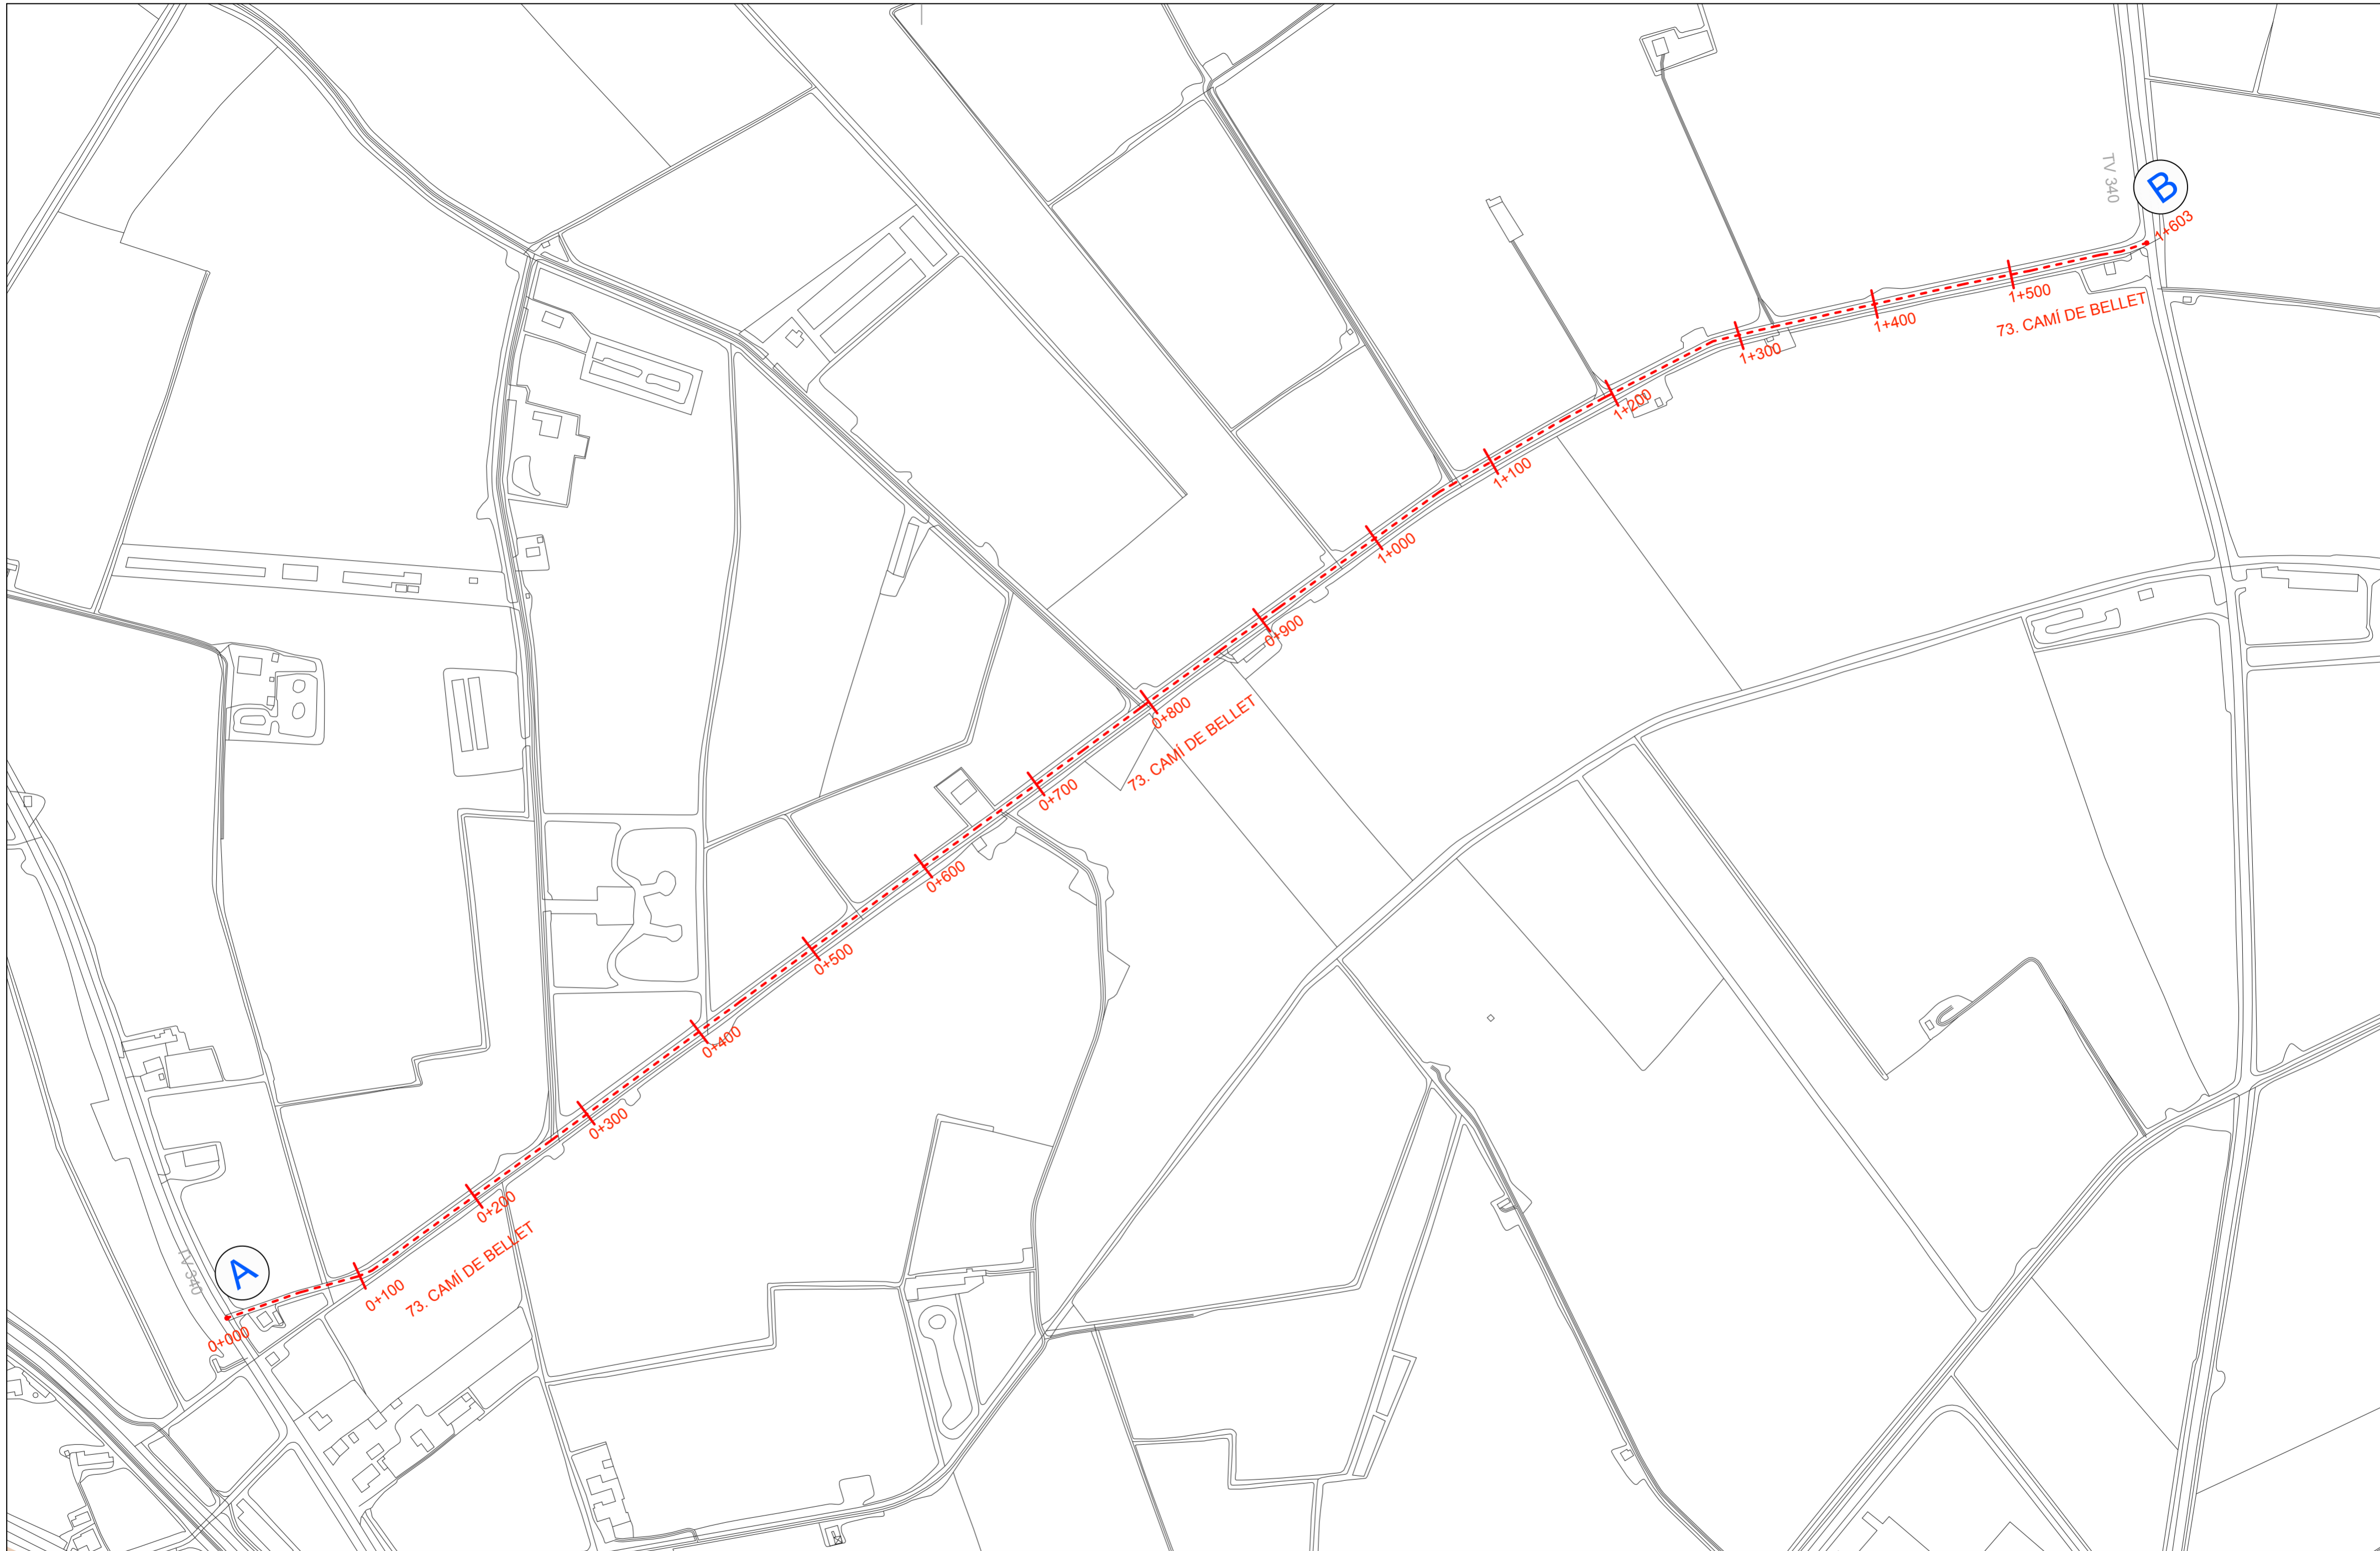 TV 340
B
1+603
1+500
73. CAMÍ DE BELLET
1+400
1+300
1+200
1+100
1+000
0+900
0+800
73. CAMÍ DE BELLET
0+700
0+600
0+500
0+400
0+300
0+200
73. CAMÍ DE BELLET
0+100
A
TV 340
0+000